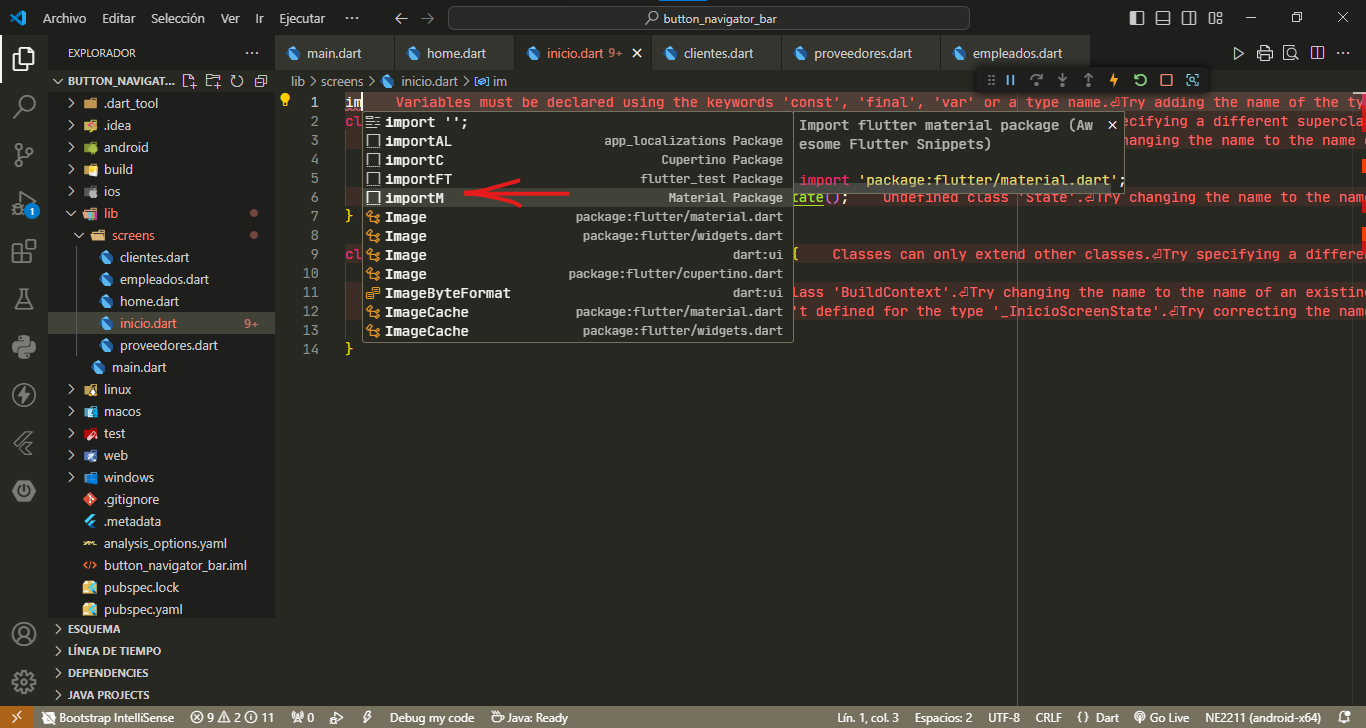 Archivo Editar Selección Ver Ir Ejecutar ··· button_navigator_bar
EXPLORADOR ···
main.dart home.dart inicio.dart 9+ clientes.dart proveedores.dart empleados.dart
BUTTON_NAVIGAT...
lib > screens > inicio.dart > im
.dart_tool
.idea
android
build
ios
lib
screens
clientes.dart
empleados.dart
home.dart
inicio.dart 9+
proveedores.dart
main.dart
linux
macos
test
web
windows
.gitignore
.metadata
analysis_options.yaml
button_navigator_bar.iml
pubspec.lock
pubspec.yaml
ESQUEMA
LÍNEA DE TIEMPO
DEPENDENCIES
JAVA PROJECTS
1
1 im Variables must be declared using the keywords 'const', 'final', 'var' or a type name.⏎Try adding the name of the ty
2 cl ecifying a different supercla
3 hanging the name to the name
4
5
6 tate(); Undefined class 'State'.⏎Try changing the name to the name
7 }
8
9 cl { Classes can only extend other classes.⏎Try specifying a differe
10
11 lass 'BuildContext'.⏎Try changing the name to the name of an existin
12 't defined for the type '_InicioScreenState'.⏎Try correcting the name
13
14 }
import '';
importAL app_localizations Package
importC Cupertino Package
importFT flutter_test Package
importM Material Package
Image package:flutter/material.dart
Image package:flutter/widgets.dart
Image dart:ui
Image package:flutter/cupertino.dart
ImageByteFormat dart:ui
ImageCache package:flutter/material.dart
ImageCache package:flutter/widgets.dart
Import flutter material package (Aw
esome Flutter Snippets)
import 'package:flutter/material.dart';
Bootstrap IntelliSense 9 2 11 0 Debug my code Java: Ready Lín. 1, col. 3 Espacios: 2 UTF-8 CRLF {} Dart Go Live NE2211 (android-x64)